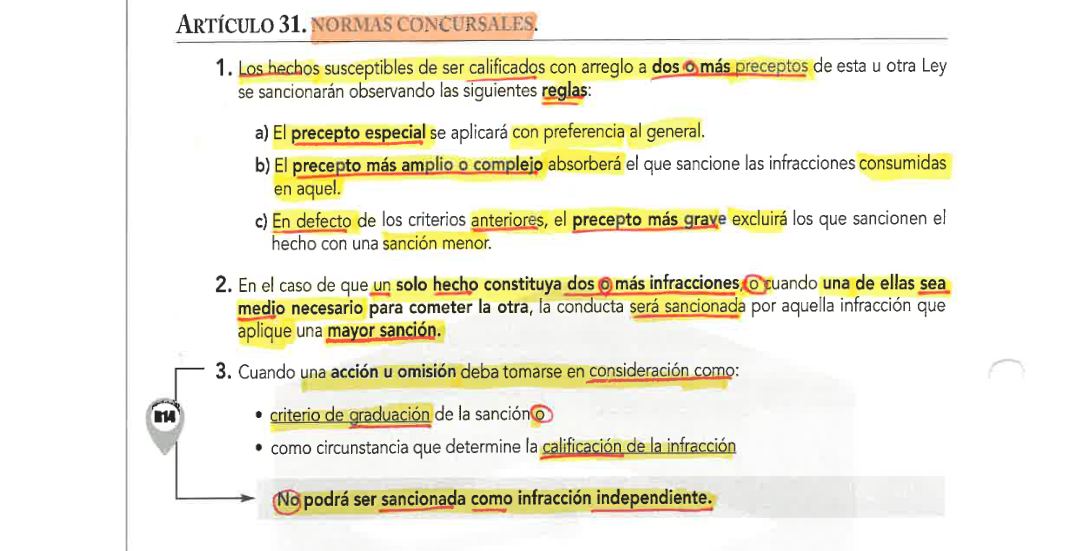 ARTÍCULO 31. NORMAS CONCURSALES.
1. Los hechos susceptibles de ser calificados con arreglo a dos o más preceptos de esta u otra Ley
se sancionarán observando las siguientes reglas:
a) El precepto especial se aplicará con preferencia al general.
b) El precepto más amplio o complejo absorberá el que sancione las infracciones consumidas
en aquel.
c) En defecto de los criterios anteriores, el precepto más grave excluirá los que sancionen el
hecho con una sanción menor.
2. En el caso de que un solo hecho constituya dos o más infracciones, o cuando una de ellas sea
medio necesario para cometer la otra, la conducta será sancionada por aquella infracción que
aplique una mayor sanción.
3. Cuando una acción u omisión deba tomarse en consideración como:
• criterio de graduación de la sanción o
R14
• como circunstancia que determine la calificación de la infracción
No podrá ser sancionada como infracción independiente.